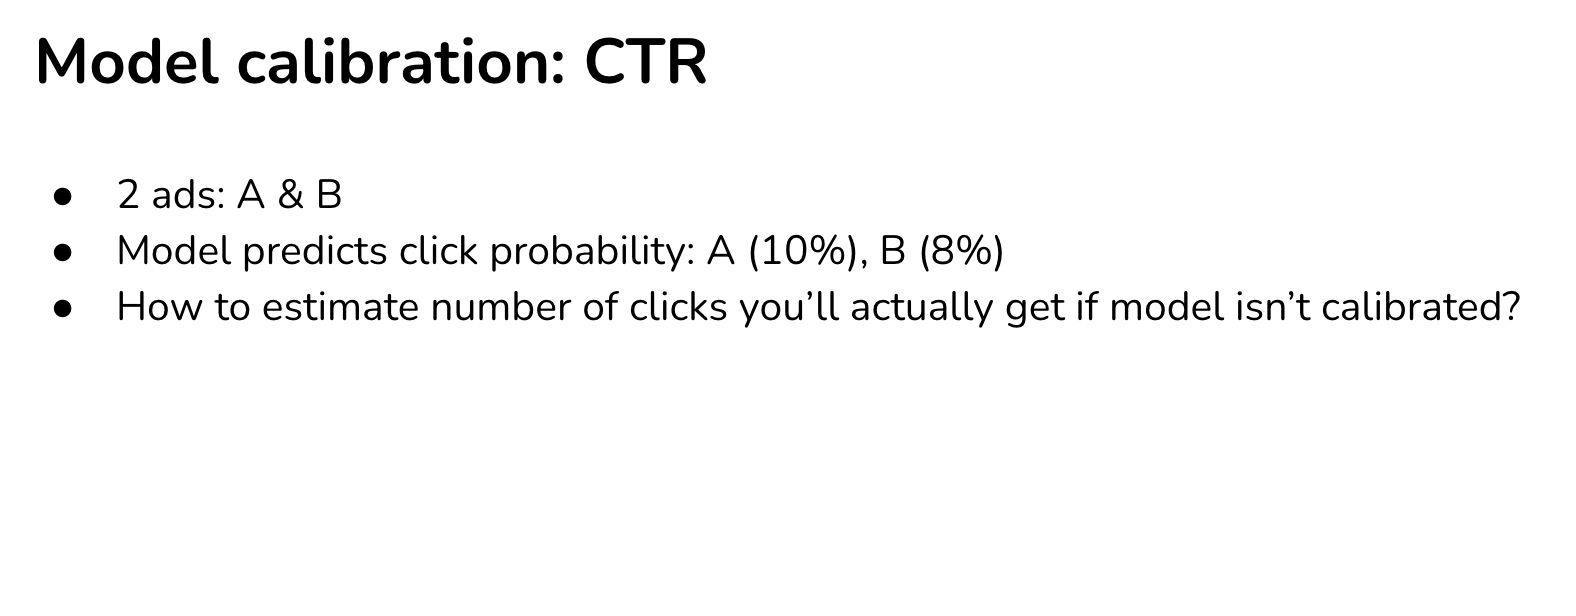 Model calibration: CTR
● 2 ads: A & B
● Model predicts click probability: A (10%), B (8%)
● How to estimate number of clicks you’ll actually get if model isn’t calibrated?